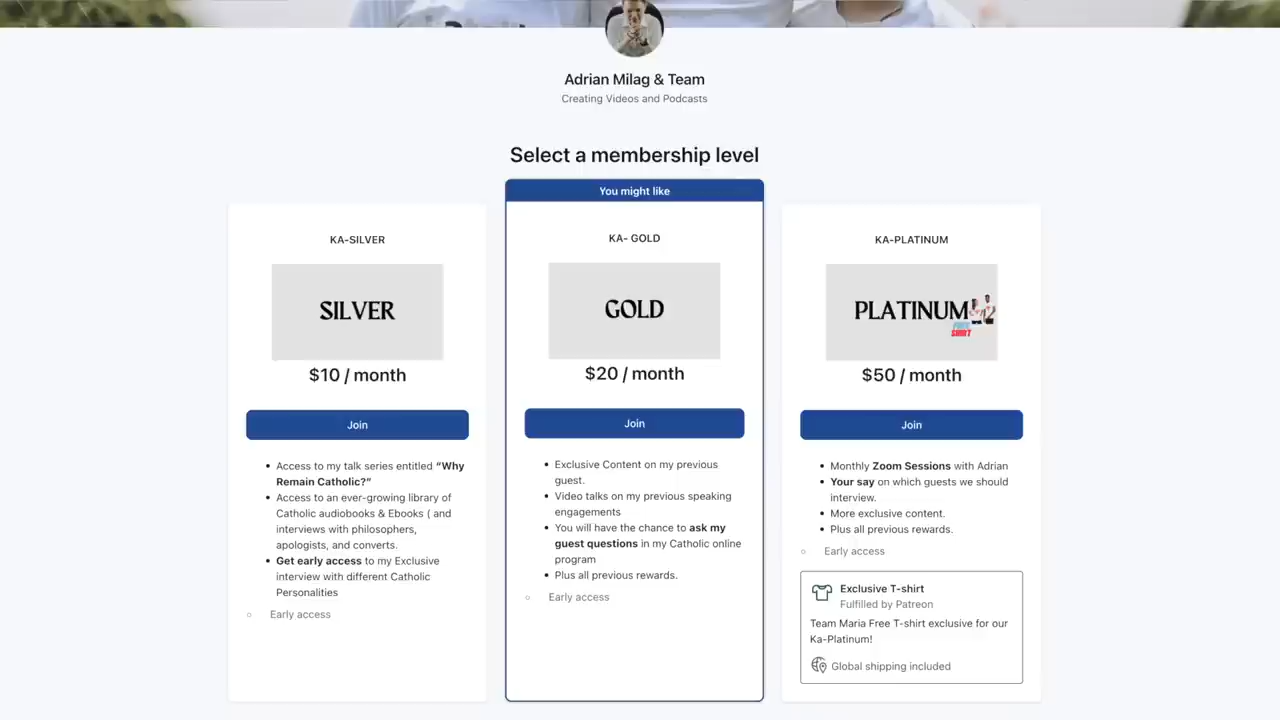 Adrian Milag & Team
Creating Videos and Podcasts
Select a membership level
You might like
KA-SILVER
SILVER
$10 / month
Join
• Access to my talk series entitled “Why
Remain Catholic?”
• Access to an ever-growing library of
Catholic audiobooks & Ebooks ( and
interviews with philosophers,
apologists, and converts.
• Get early access to my Exclusive
interview with different Catholic
Personalities
Early access
KA- GOLD
GOLD
$20 / month
Join
• Exclusive Content on my previous
guest.
• Video talks on my previous speaking
engagements
• You will have the chance to ask my
guest questions in my Catholic online
program
• Plus all previous rewards.
Early access
KA-PLATINUM
PLATINUM
SHIRT
$50 / month
Join
• Monthly Zoom Sessions with Adrian
• Your say on which guests we should
interview.
• More exclusive content.
• Plus all previous rewards.
Early access
Exclusive T-shirt
Fulfilled by Patreon
Team Maria Free T-shirt exclusive for our
Ka-Platinum!
Global shipping included